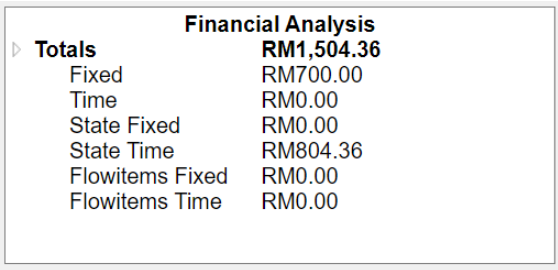 Financial Analysis
Totals RM1,504.36
Fixed RM700.00
Time RM0.00
State Fixed RM0.00
State Time RM804.36
Flowitems Fixed RM0.00
Flowitems Time RM0.00